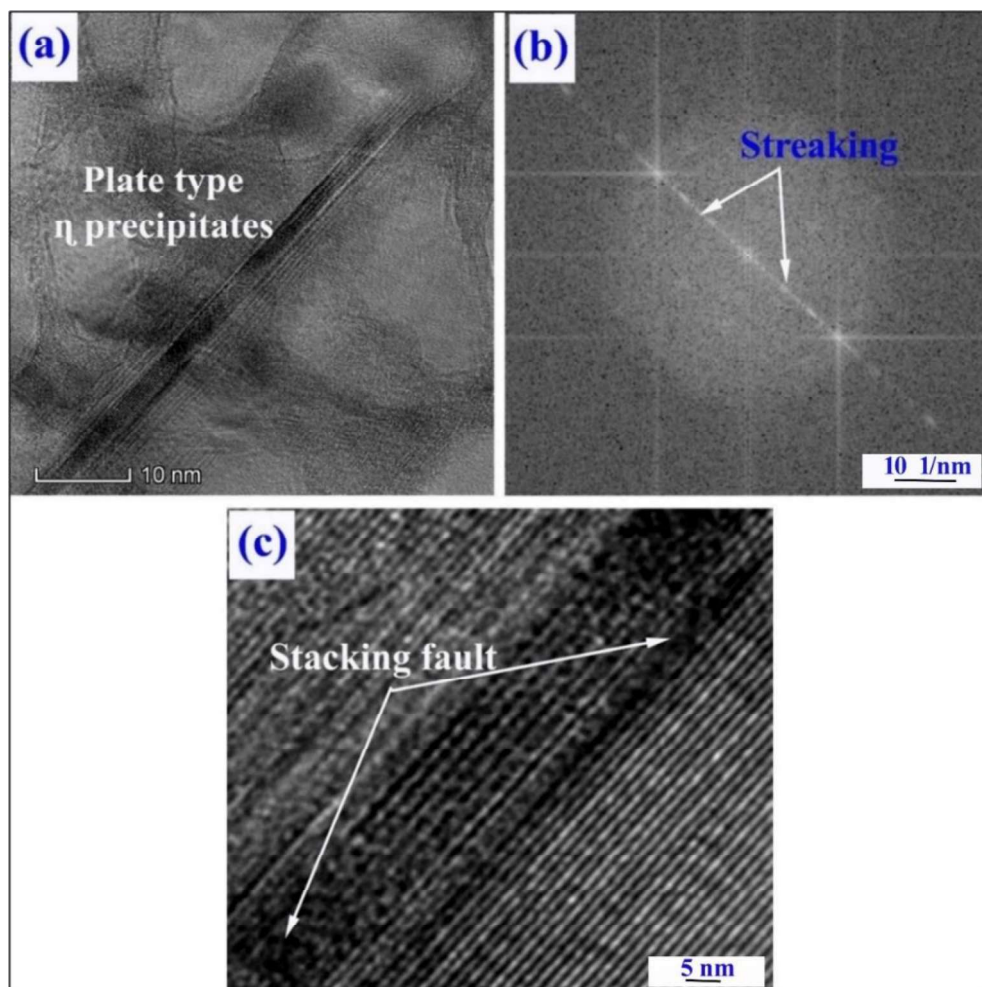 (a)
Plate type
η precipitates
10 nm
(b)
Streaking
10 1/nm
(c)
Stacking fault
5 nm